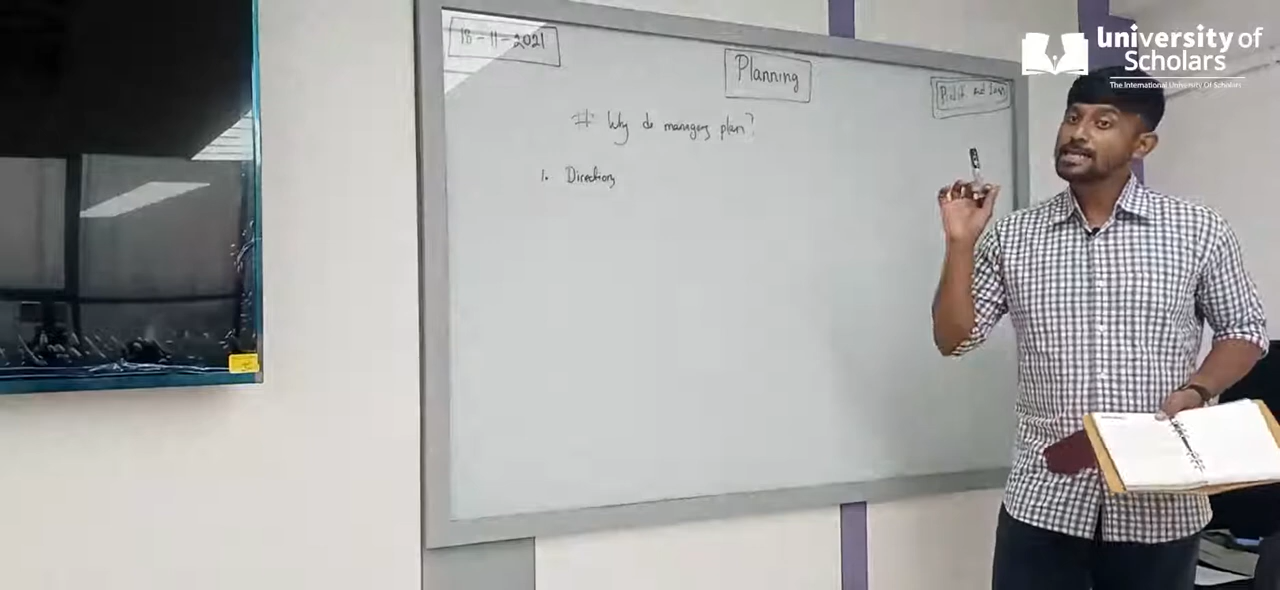 18-11-2021
Planning
# Why do managers plan?
1. Direction
University of
Scholars
The International University Of Scholars